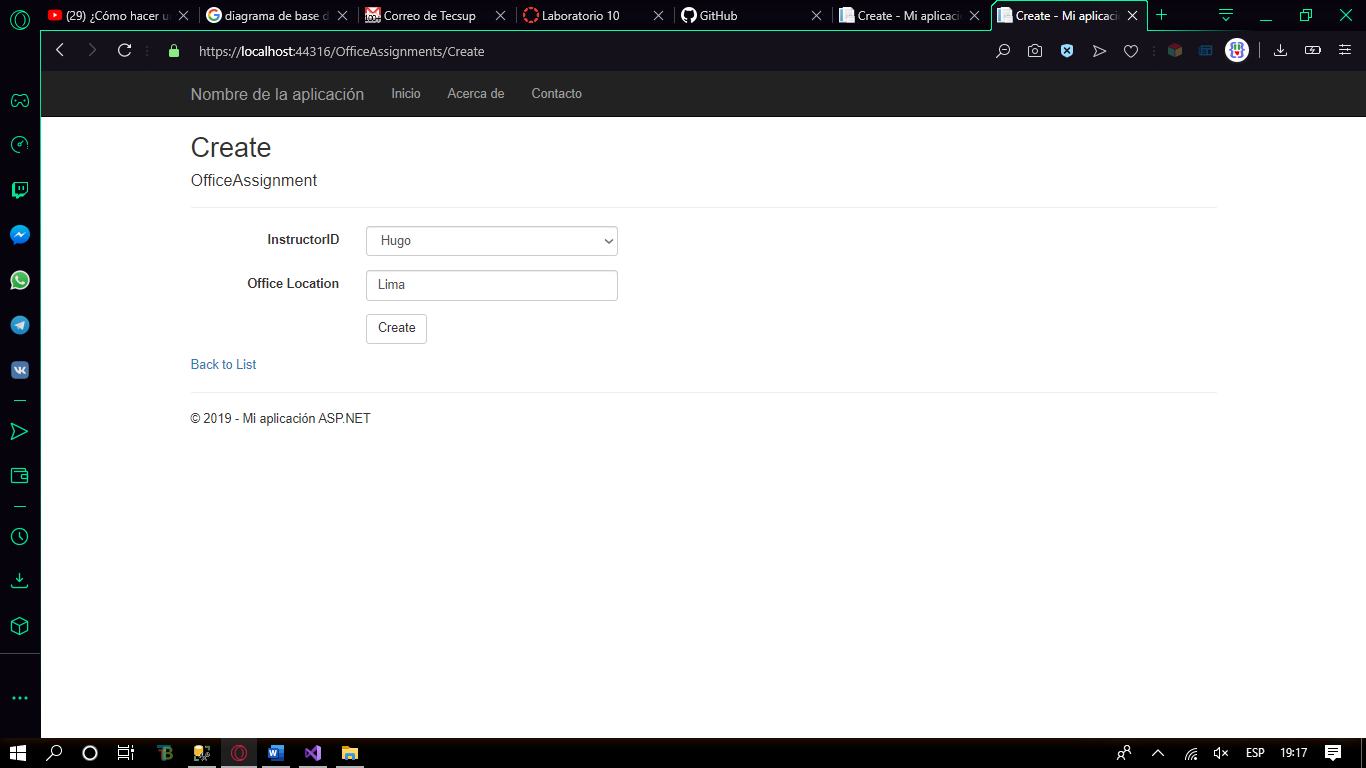 (29) ¿Cómo hacer u
diagrama de base d
Correo de Tecsup
Laboratorio 10
GitHub
Create - Mi aplicació
Create - Mi aplicació
https://localhost:44316/OfficeAssignments/Create
Nombre de la aplicación Inicio Acerca de Contacto
Create
OfficeAssignment
InstructorID Hugo
Office Location Lima
Create
Back to List
© 2019 - Mi aplicación ASP.NET
ESP 19:17